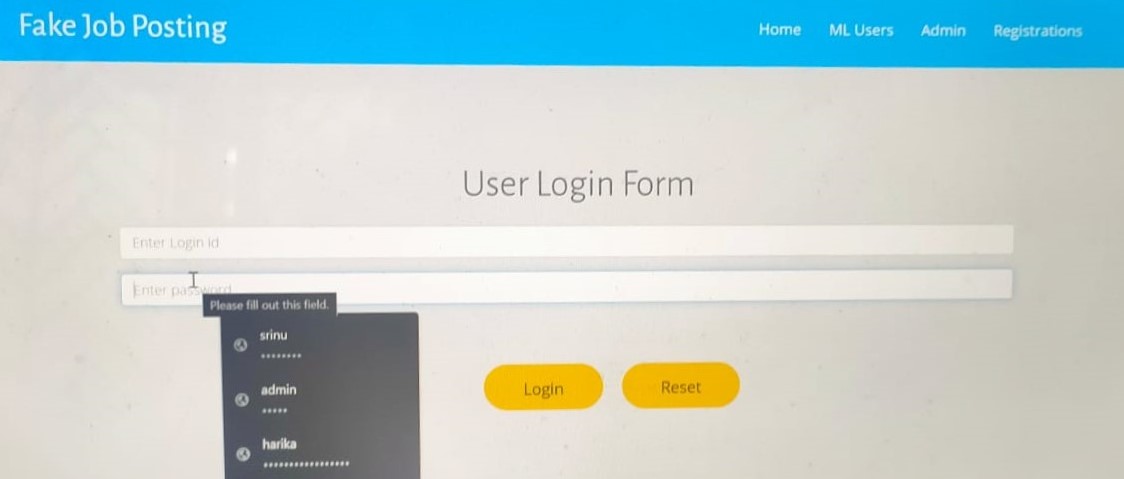 Fake Job Posting
Home ML Users Admin Registrations
User Login Form
Enter Login Id
Enter password
Please fill out this field.
srinu
••••••••
admin
•••••
harika
•••••••••••••••••
Login Reset